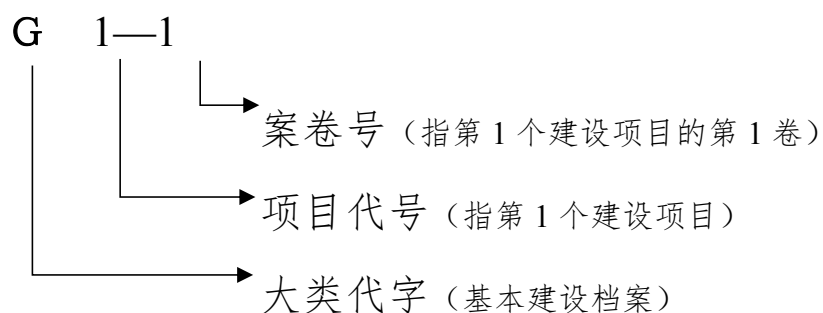 G 1—1
案卷号（指第 1 个建设项目的第 1 卷）
项目代号（指第 1 个建设项目）
大类代字（基本建设档案）